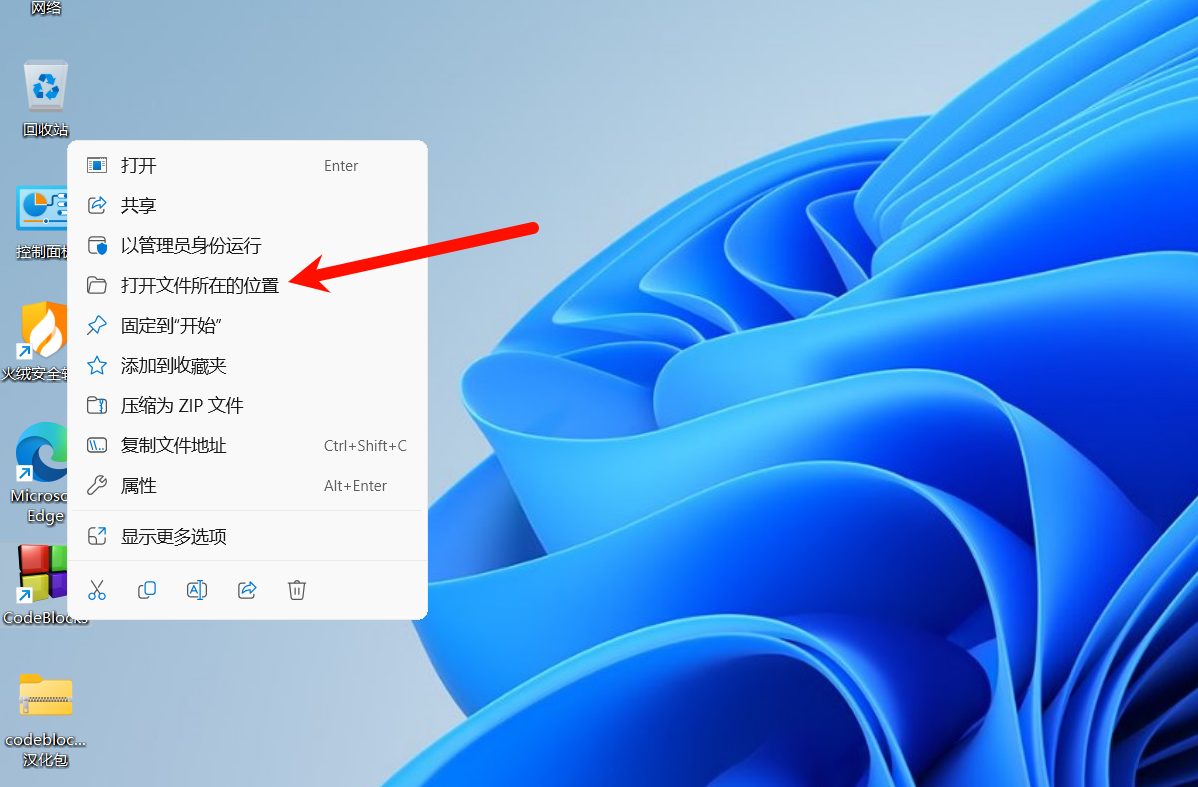 网络
回收站
控制面板
火绒安全软
Microso
Edge
CodeBlocks
codebloc...
汉化包
打开 Enter
共享
以管理员身份运行
打开文件所在的位置
固定到“开始”
添加到收藏夹
压缩为 ZIP 文件
复制文件地址 Ctrl+Shift+C
属性 Alt+Enter
显示更多选项